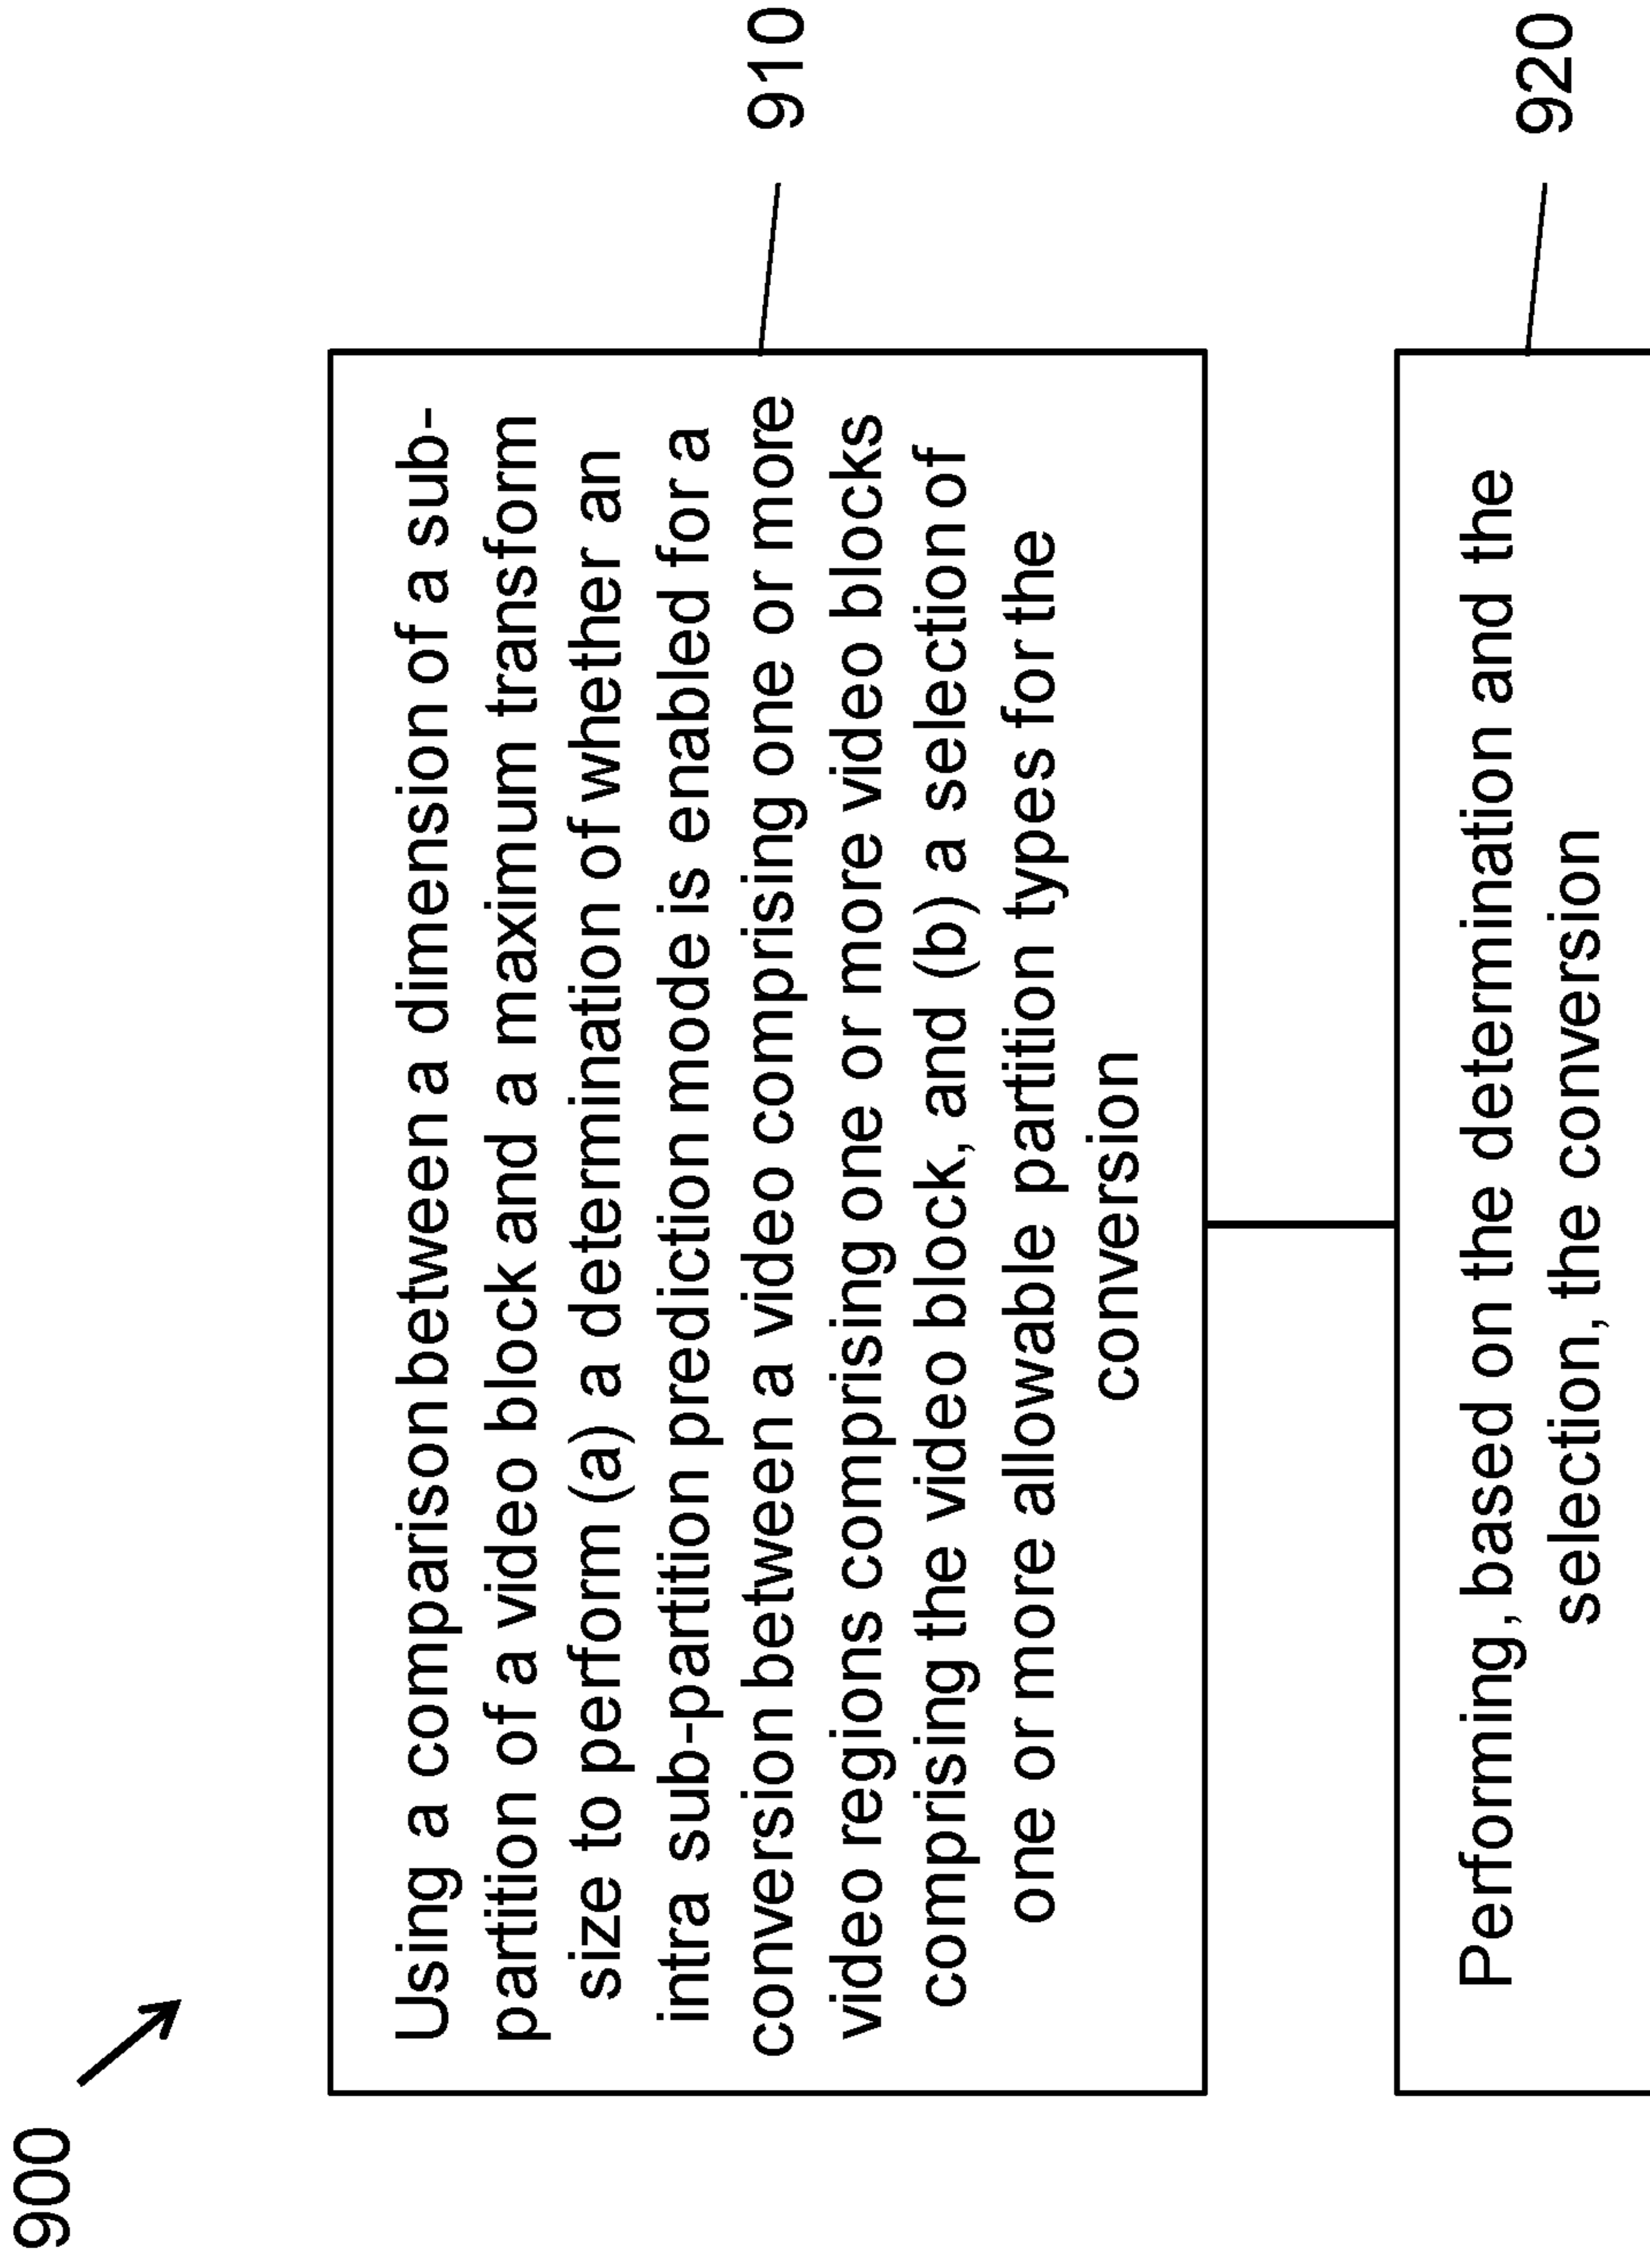 900
Using a comparison between a dimension of a sub-
partition of a video block and a maximum transform
size to perform (a) a determination of whether an
intra sub-partition prediction mode is enabled for a
conversion between a video comprising one or more
video regions comprising one or more video blocks
comprising the video block, and (b) a selection of
one or more allowable partition types for the
conversion
910
Performing, based on the determination and the
selection, the conversion
920